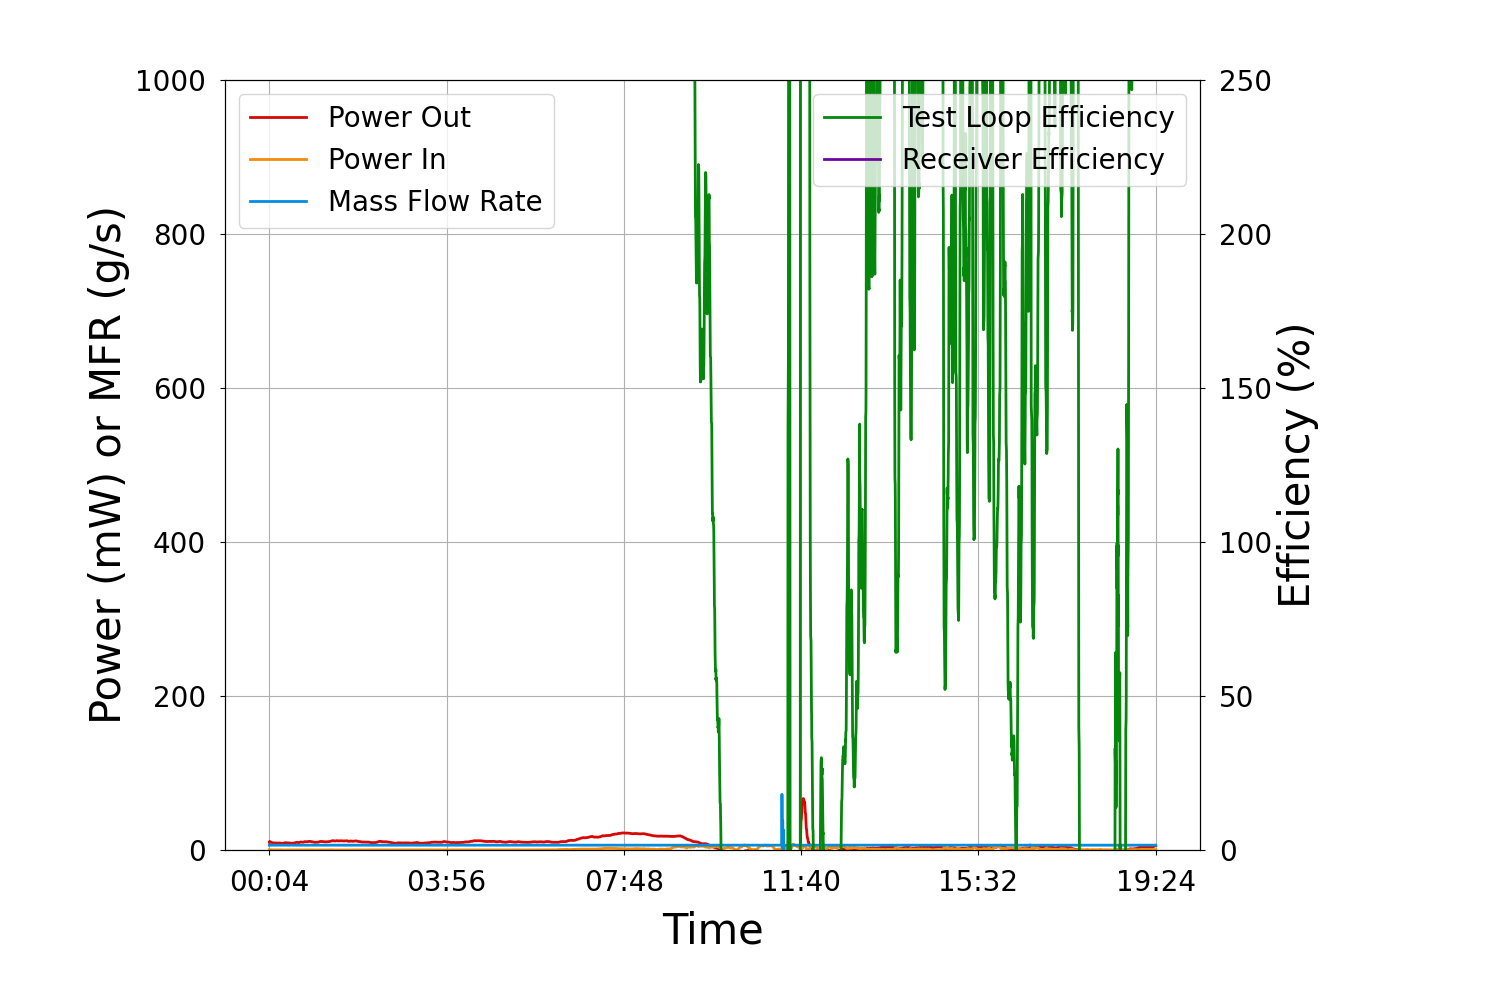 Power (mW) or MFR (g/s)
1000
800
600
400
200
0
Power Out
Power In
Mass Flow Rate
Test Loop Efficiency
Receiver Efficiency
250
200
150
100
50
0
Efficiency (%)
00:04 03:56 07:48 11:40 15:32 19:24
Time